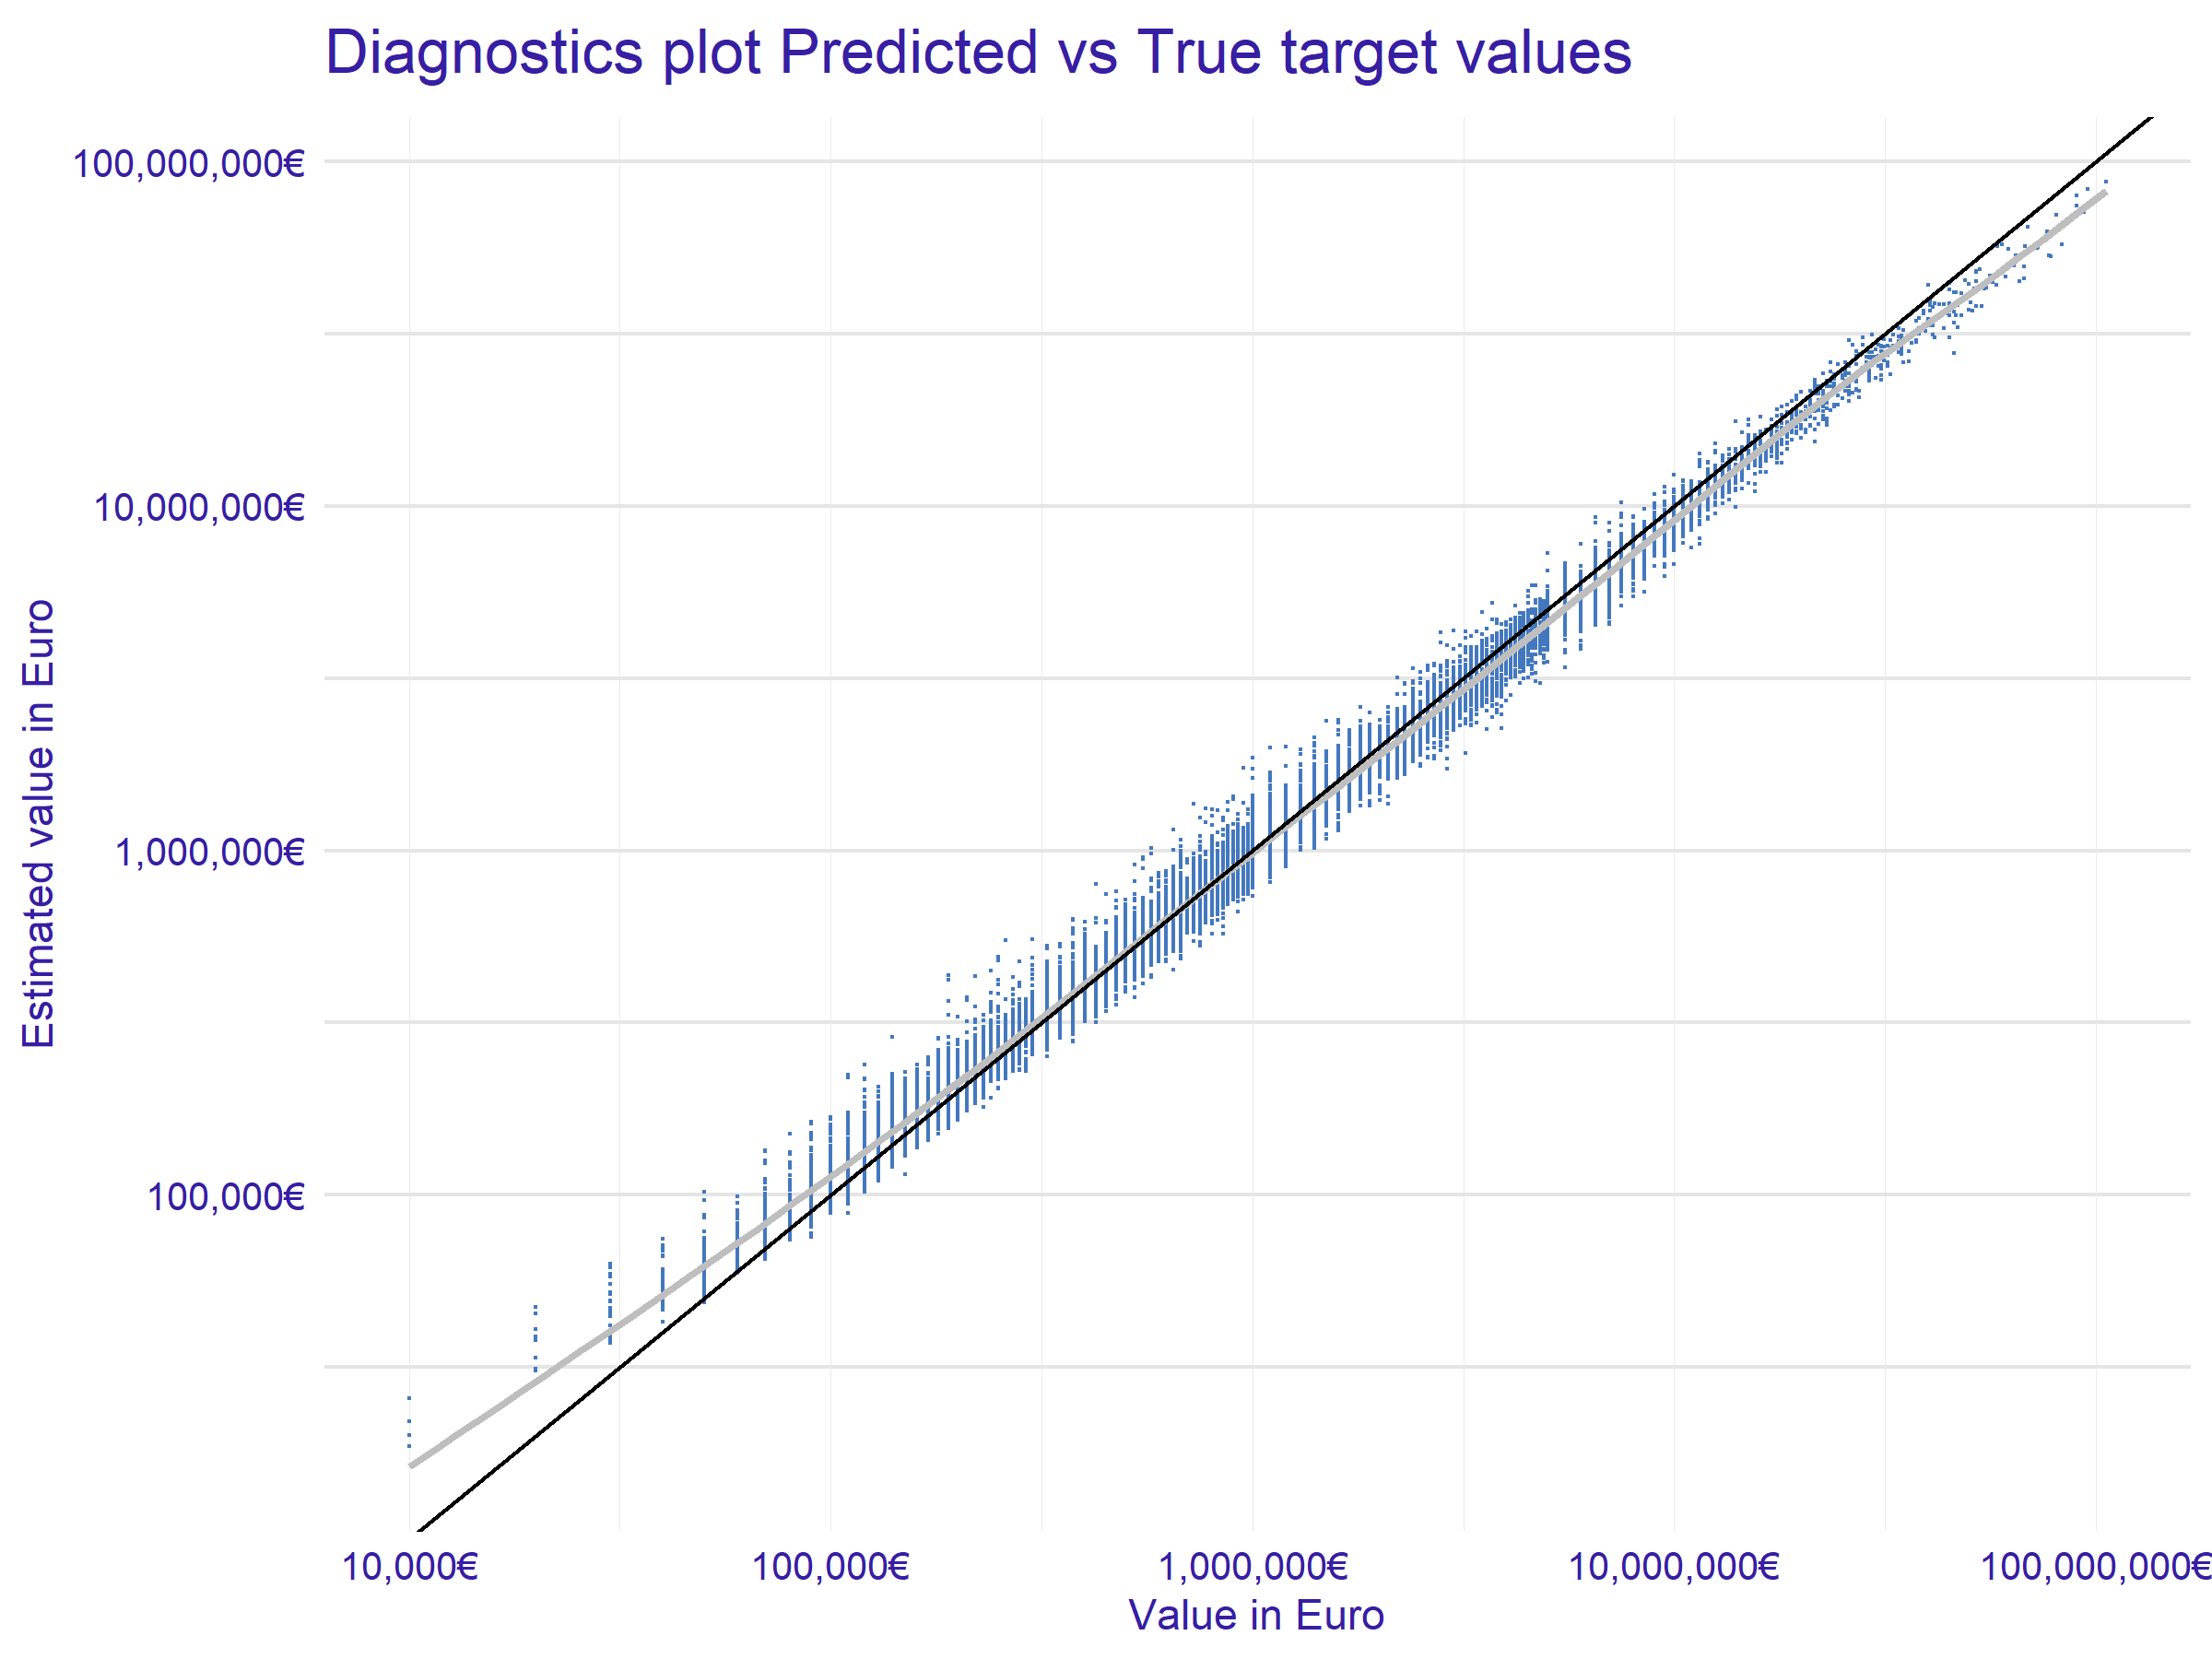 Diagnostics plot Predicted vs True target values
Estimated value in Euro
100,000,000€
10,000,000€
1,000,000€
100,000€
10,000€ 100,000€ 1,000,000€ 10,000,000€ 100,000,000€
Value in Euro